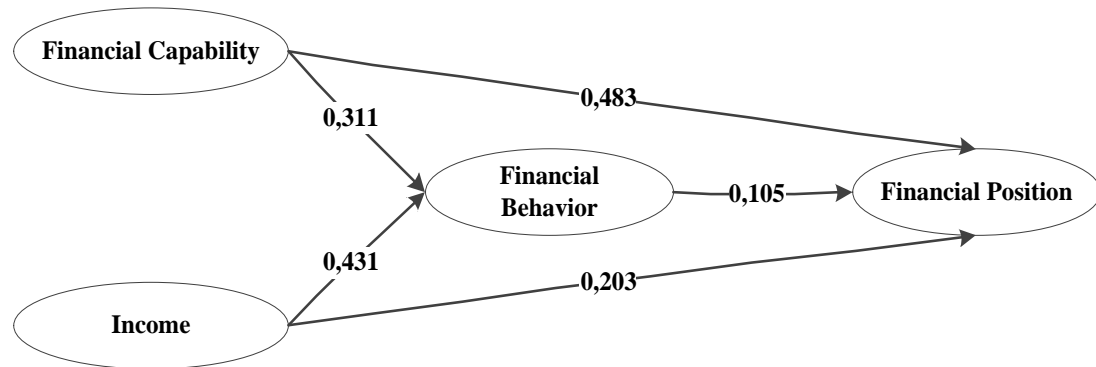 Financial Capability
0,483
0,311
Financial
Behavior
0,105
Financial Position
0,431
0,203
Income